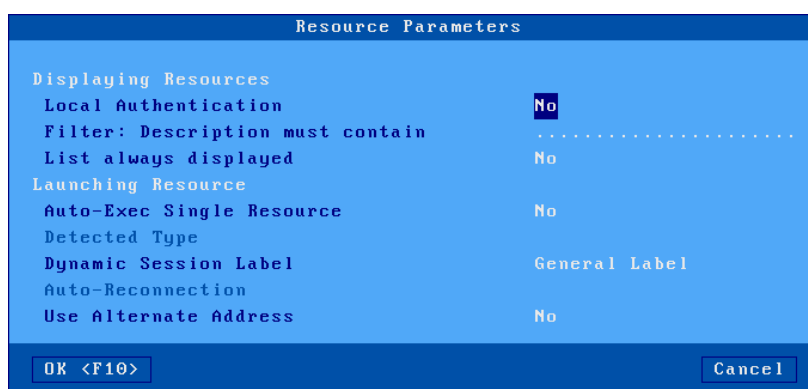 Resource Parameters
Displaying Resources
Local Authentication No
Filter: Description must contain ......................
List always displayed No
Launching Resource
Auto-Exec Single Resource No
Detected Type
Dynamic Session Label General Label
Auto-Reconnection
Use Alternate Address No
OK <F10> Cancel